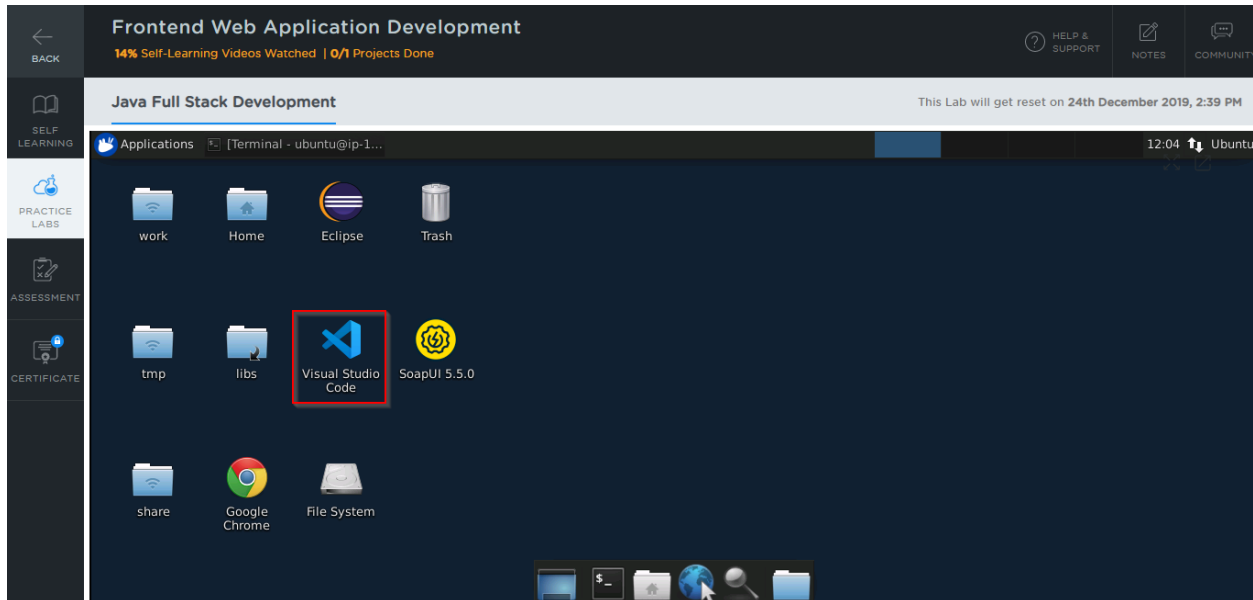 Frontend Web Application Development
14% Self-Learning Videos Watched | 0/1 Projects Done
BACK
HELP &
SUPPORT
NOTES
COMMUNITY
Java Full Stack Development
This Lab will get reset on 24th December 2019, 2:39 PM
SELF
LEARNING
PRACTICE
LABS
ASSESSMENT
CERTIFICATE
Applications
[Terminal - ubuntu@ip-1...
12:04
Ubuntu
work
Home
Eclipse
Trash
tmp
libs
Visual Studio
Code
SoapUI 5.5.0
share
Google
Chrome
File System
$_